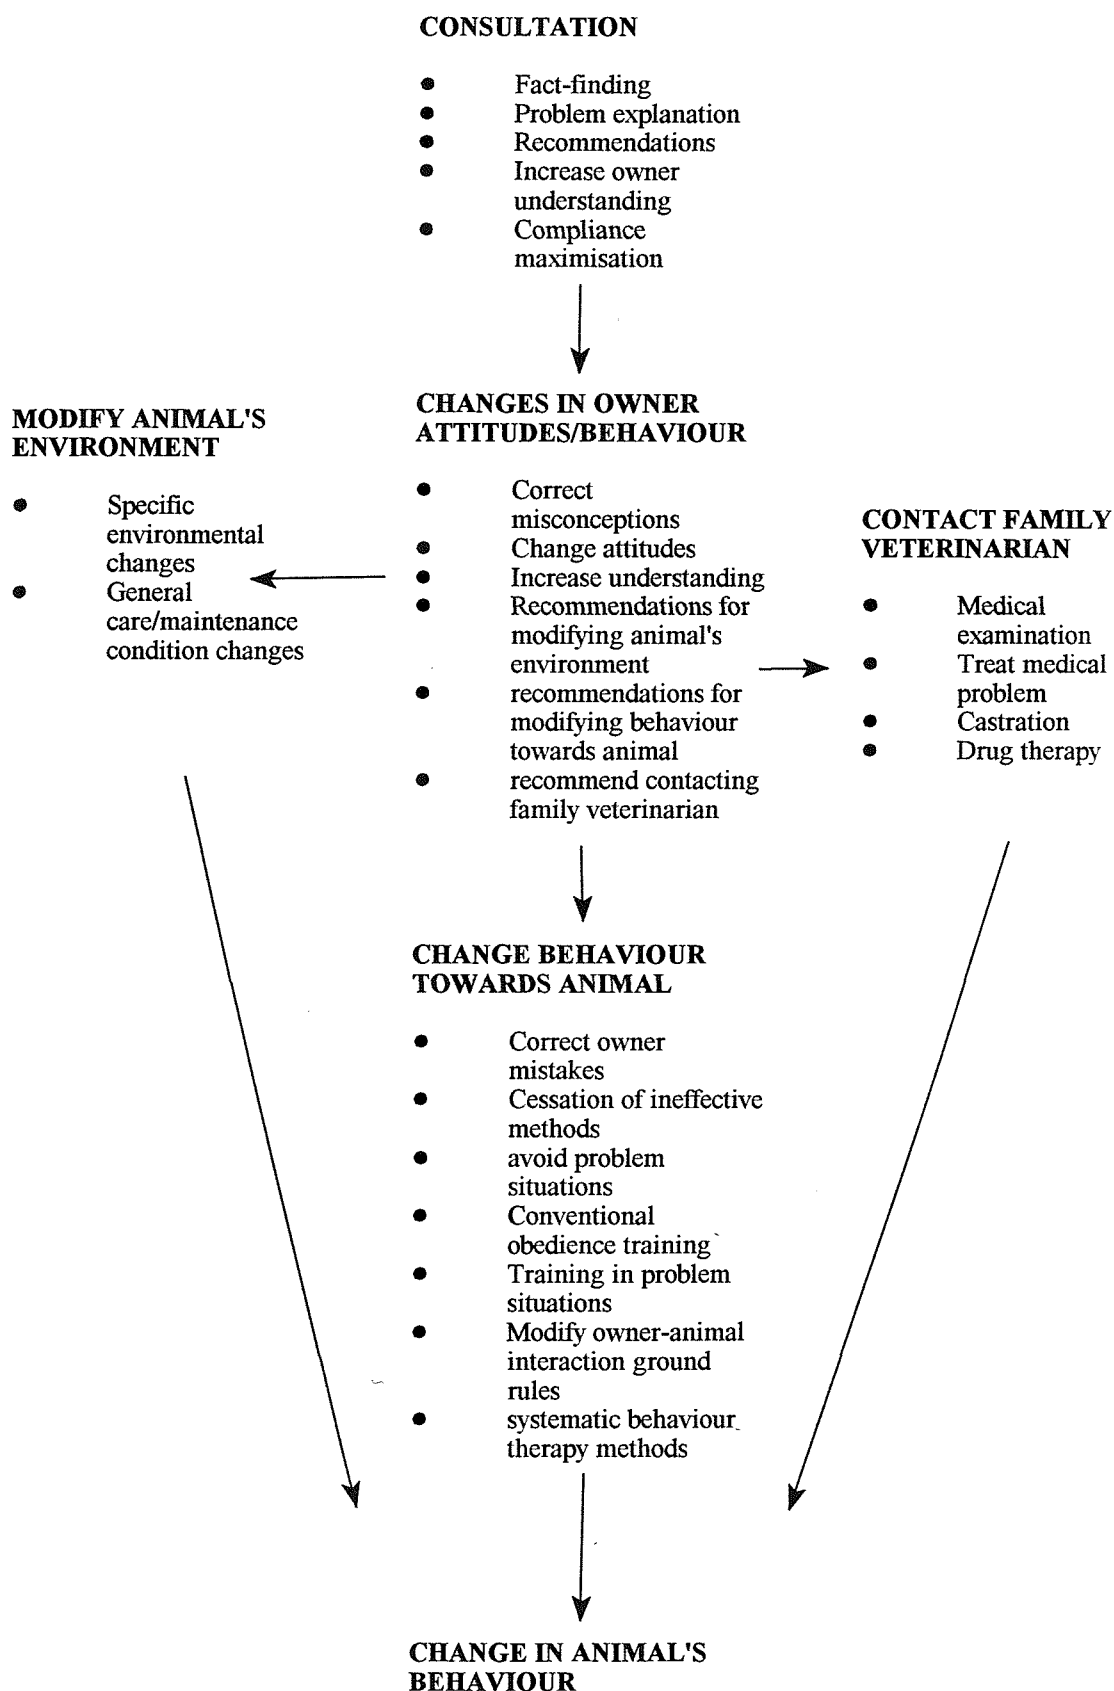 CONSULTATION
● Fact-finding
● Problem explanation
● Recommendations
● Increase owner
understanding
● Compliance
maximisation
MODIFY ANIMAL'S
ENVIRONMENT
● Specific
environmental
changes
● General
care/maintenance
condition changes
CHANGES IN OWNER
ATTITUDES/BEHAVIOUR
● Correct
misconceptions
● Change attitudes
● Increase understanding
● Recommendations for
modifying animal's
environment
● recommendations for
modifying behaviour
towards animal
● recommend contacting
family veterinarian
CONTACT FAMILY
VETERINARIAN
● Medical
examination
● Treat medical
problem
● Castration
● Drug therapy
CHANGE BEHAVIOUR
TOWARDS ANIMAL
● Correct owner
mistakes
● Cessation of ineffective
methods
● avoid problem
situations
● Conventional
obedience training
● Training in problem
situations
● Modify owner-animal
interaction ground
rules
● systematic behaviour
therapy methods
CHANGE IN ANIMAL'S
BEHAVIOUR